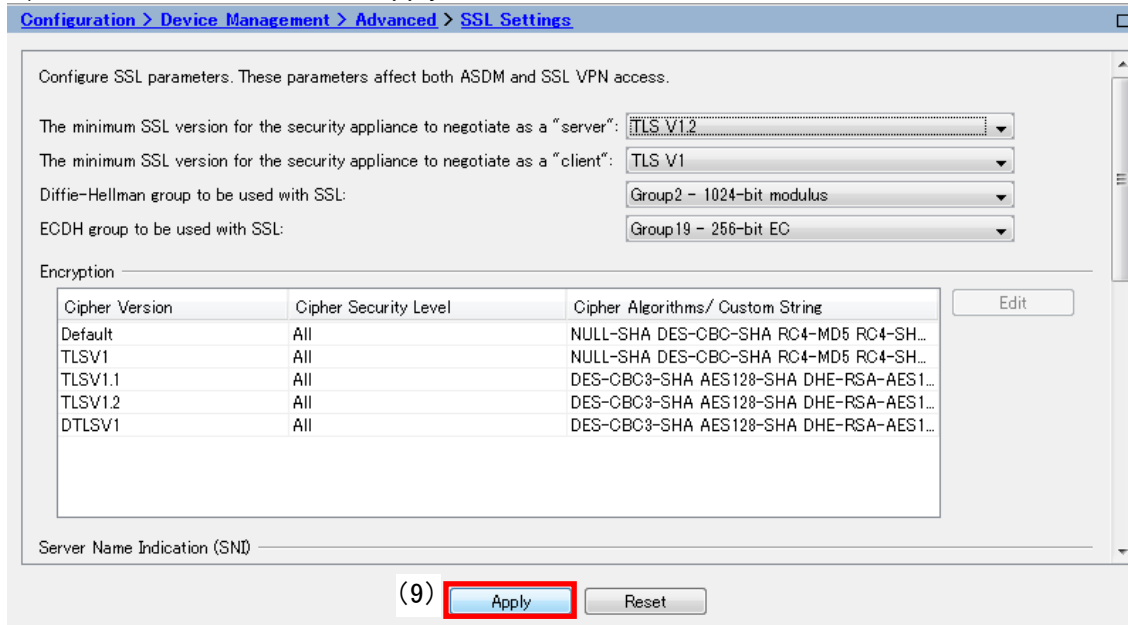 Configuration > Device Management > Advanced > SSL Settings
Configure SSL parameters. These parameters affect both ASDM and SSL VPN access.
The minimum SSL version for the security appliance to negotiate as a "server": TLS V1.2
The minimum SSL version for the security appliance to negotiate as a "client": TLS V1
Diffie-Hellman group to be used with SSL: Group2 - 1024-bit modulus
ECDH group to be used with SSL: Group19 - 256-bit EC
Encryption
Cipher Version Cipher Security Level Cipher Algorithms/ Custom String Edit
Default All NULL-SHA DES-CBC-SHA RC4-MD5 RC4-SH...
TLSV1 All NULL-SHA DES-CBC-SHA RC4-MD5 RC4-SH...
TLSV1.1 All DES-CBC3-SHA AES128-SHA DHE-RSA-AES1...
TLSV1.2 All DES-CBC3-SHA AES128-SHA DHE-RSA-AES1...
DTLSV1 All DES-CBC3-SHA AES128-SHA DHE-RSA-AES1...
Server Name Indication (SNI)
(9) Apply Reset